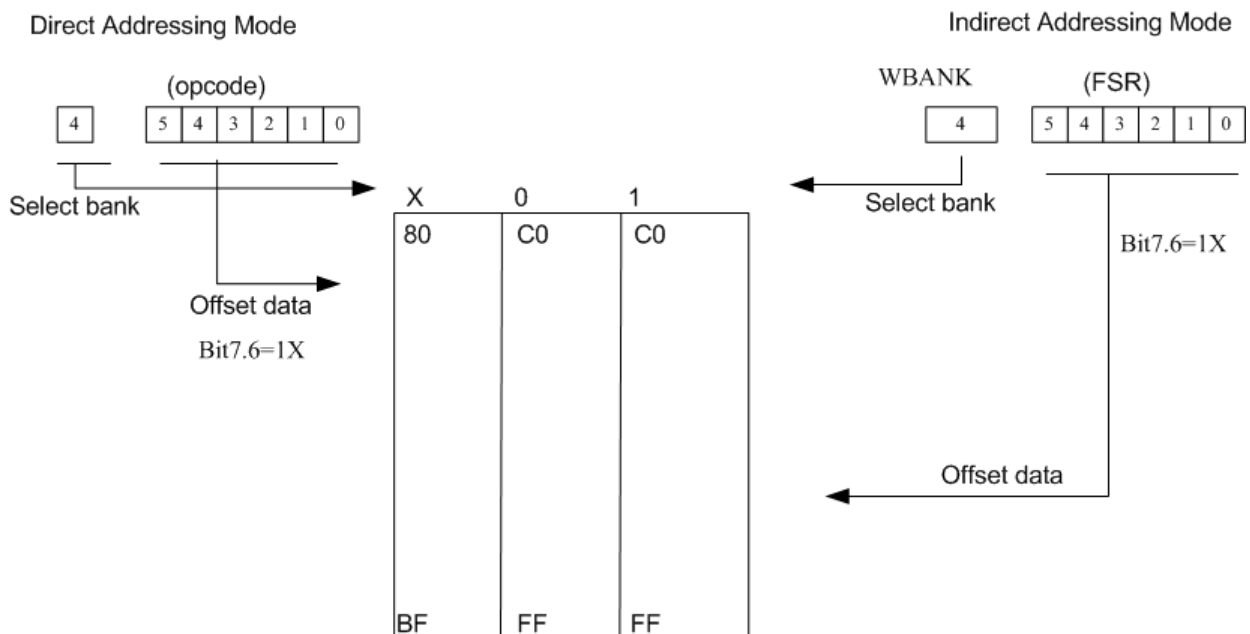 Direct Addressing Mode
Indirect Addressing Mode
(opcode)
WBANK
(FSR)
4
5 4 3 2 1 0
4
5 4 3 2 1 0
Select bank
X 0 1
Select bank
80 C0 C0
Bit7.6=1X
Offset data
Bit7.6=1X
Offset data
BF FF FF